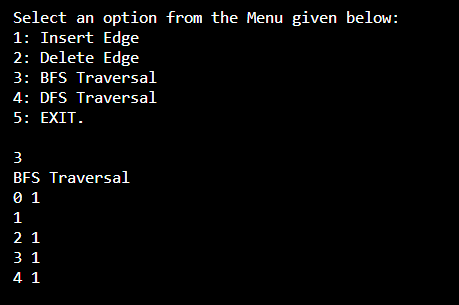 Select an option from the Menu given below:
1: Insert Edge
2: Delete Edge
3: BFS Traversal
4: DFS Traversal
5: EXIT.
3
BFS Traversal
0 1
1
2 1
3 1
4 1